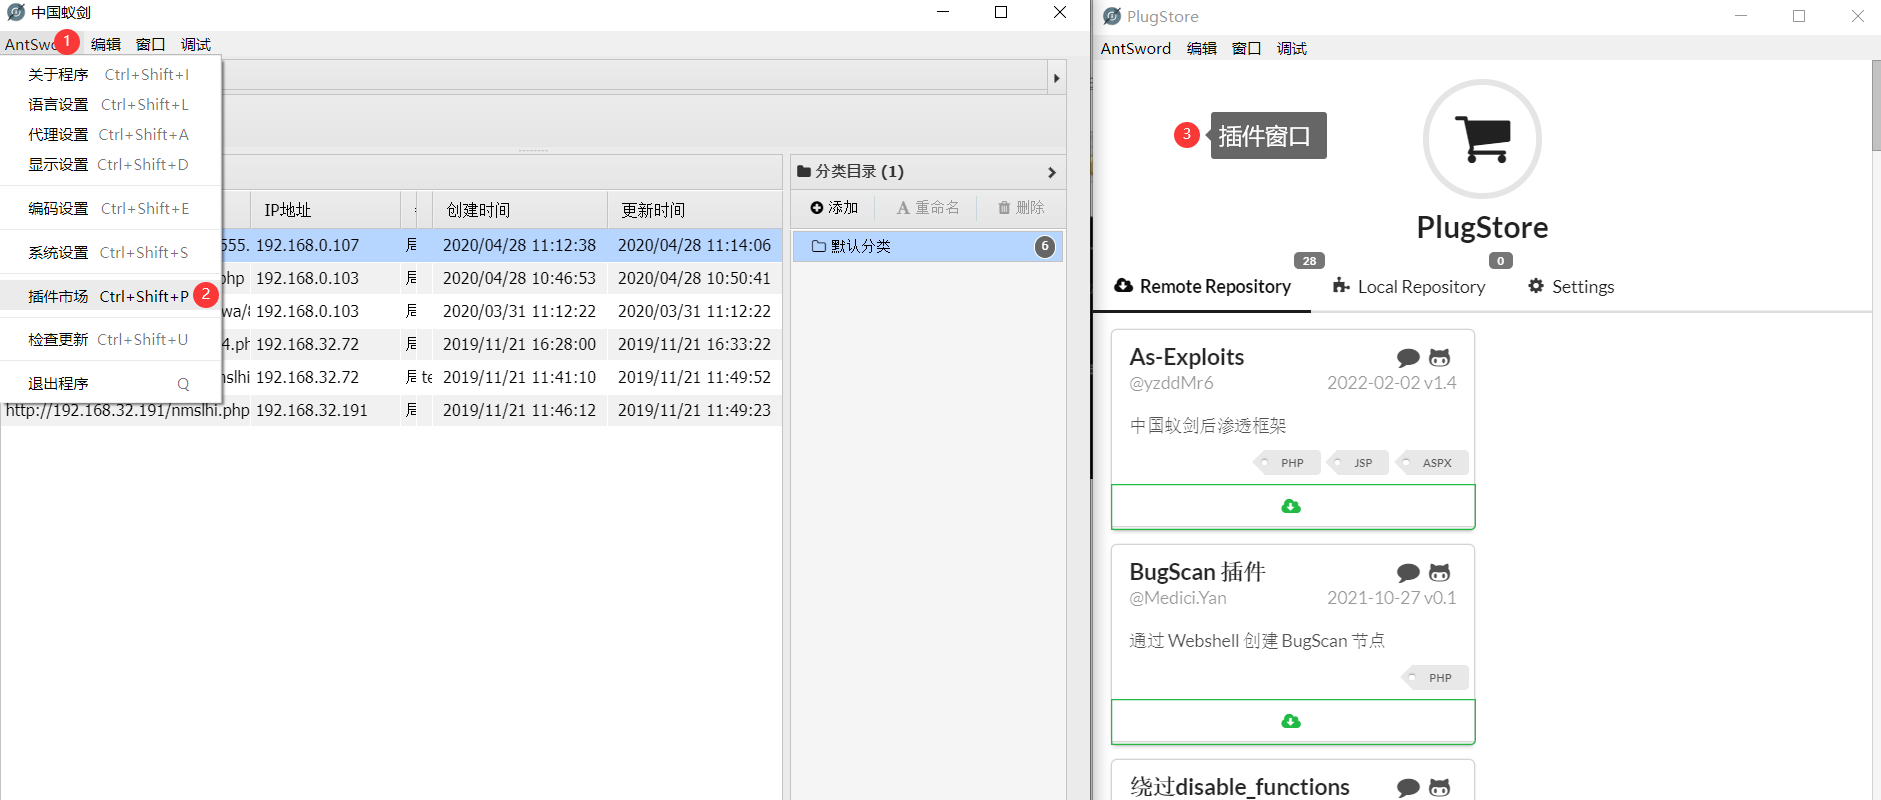 中国蚁剑
AntSwo 1 编辑 窗口 调试
关于程序 Ctrl+Shift+I
语言设置 Ctrl+Shift+L
代理设置 Ctrl+Shift+A
显示设置 Ctrl+Shift+D
编码设置 Ctrl+Shift+E
系统设置 Ctrl+Shift+S
插件市场 Ctrl+Shift+P 2
检查更新 Ctrl+Shift+U
退出程序 Q
IP地址 创建时间 更新时间
555. 192.168.0.107 局 2020/04/28 11:12:38 2020/04/28 11:14:06
php 192.168.0.103 局 2020/04/28 10:46:53 2020/04/28 10:50:41
wa/8 192.168.0.103 局 2020/03/31 11:12:22 2020/03/31 11:12:22
4.ph 192.168.32.72 局 2019/11/21 16:28:00 2019/11/21 16:33:22
nslhi 192.168.32.72 局 te 2019/11/21 11:41:10 2019/11/21 11:49:52
http://192.168.32.191/nmslhi.php 192.168.32.191 局 2019/11/21 11:46:12 2019/11/21 11:49:23
分类目录 (1)
添加 重命名 删除
默认分类 6
PlugStore
AntSword 编辑 窗口 调试
3 插件窗口
PlugStore
28 0
Remote Repository Local Repository Settings
As-Exploits
@yzddMr6 2022-02-02 v1.4
中国蚁剑后渗透框架
PHP JSP ASPX
BugScan 插件
@Medici.Yan 2021-10-27 v0.1
通过 Webshell 创建 BugScan 节点
PHP
绕过disable_functions